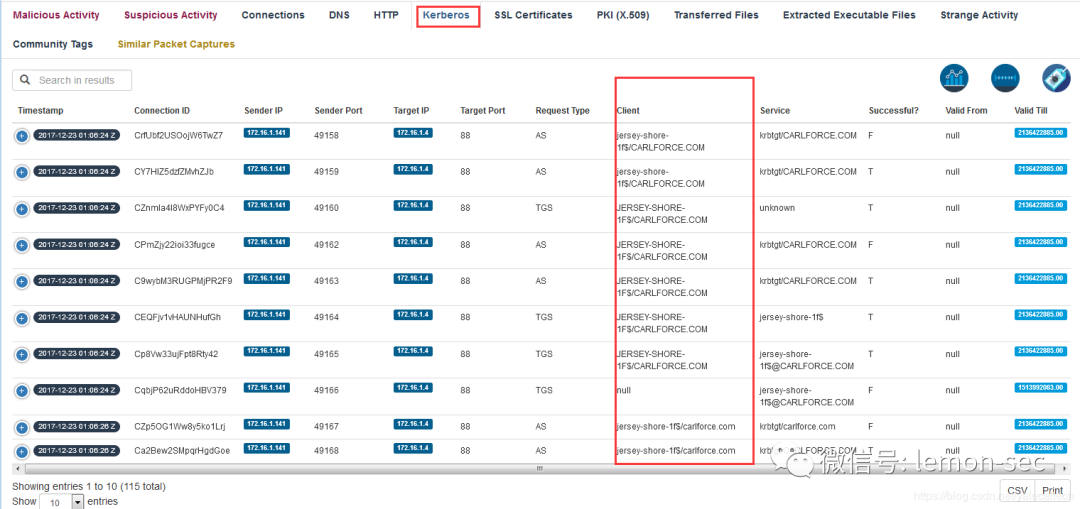 Malicious Activity Suspicious Activity Connections DNS HTTP Kerberos SSL Certificates PKI (X.509) Transferred Files Extracted Executable Files Strange Activity
Community Tags Similar Packet Captures
Search in results
Timestamp Connection ID Sender IP Sender Port Target IP Target Port Request Type Client Service Successful? Valid From Valid Till
2017-12-23 01:06:24 Z CrfUbf2USOojW6TwZ7 172.16.1.141 49158 172.16.1.4 88 AS jersey-shore- krbtgt/CARLFORCE.COM F null 2136422885.00
1f$/CARLFORCE.COM
2017-12-23 01:06:24 Z CY7HIZ5dzfZMvhZJb 172.16.1.141 49159 172.16.1.4 88 AS jersey-shore- krbtgt/CARLFORCE.COM T null 2136422885.00
1f$/CARLFORCE.COM
2017-12-23 01:06:24 Z CZnmla4I8WxPYFy0C4 172.16.1.141 49160 172.16.1.4 88 TGS JERSEY-SHORE- unknown T null 2136422885.00
1F$/CARLFORCE.COM
2017-12-23 01:06:24 Z CPmZjy22ioi33fugce 172.16.1.141 49162 172.16.1.4 88 AS JERSEY-SHORE- krbtgt/CARLFORCE.COM F null 2136422885.00
1F$/CARLFORCE.COM
2017-12-23 01:06:24 Z C9wybM3RUGPMjPR2F9 172.16.1.141 49163 172.16.1.4 88 AS JERSEY-SHORE- krbtgt/CARLFORCE.COM T null 2136422885.00
1F$/CARLFORCE.COM
2017-12-23 01:06:24 Z CEQFjv1vHAUNHufGh 172.16.1.141 49164 172.16.1.4 88 TGS JERSEY-SHORE- jersey-shore-1f$ T null 2136422885.00
1F$/CARLFORCE.COM
2017-12-23 01:06:24 Z Cp8Vw33ujFpt8Rty42 172.16.1.141 49165 172.16.1.4 88 TGS JERSEY-SHORE- jersey-shore- T null 2136422885.00
1F$/CARLFORCE.COM 1f$@CARLFORCE.COM
2017-12-23 01:06:24 Z CqbjP62uRddoHBV379 172.16.1.141 49166 172.16.1.4 88 TGS null jersey-shore- F null 1513992083.00
1f$@CARLFORCE.COM
2017-12-23 01:06:26 Z CZp5OG1Ww8y5ko1Lrj 172.16.1.141 49167 172.16.1.4 88 AS jersey-shore-1f$/carlforce.com krbtgt/carlforce.com F null 2136422885.00
2017-12-23 01:06:26 Z Ca2Bew2SMpqrHgdGoe 172.16.1.141 49168 172.16.1.4 88 AS jersey-shore-1f$/carlforce.com T null 2136422885.00
微信号: lemon-sec
Showing entries 1 to 10 (115 total)
CSV Print
Show 10 entries